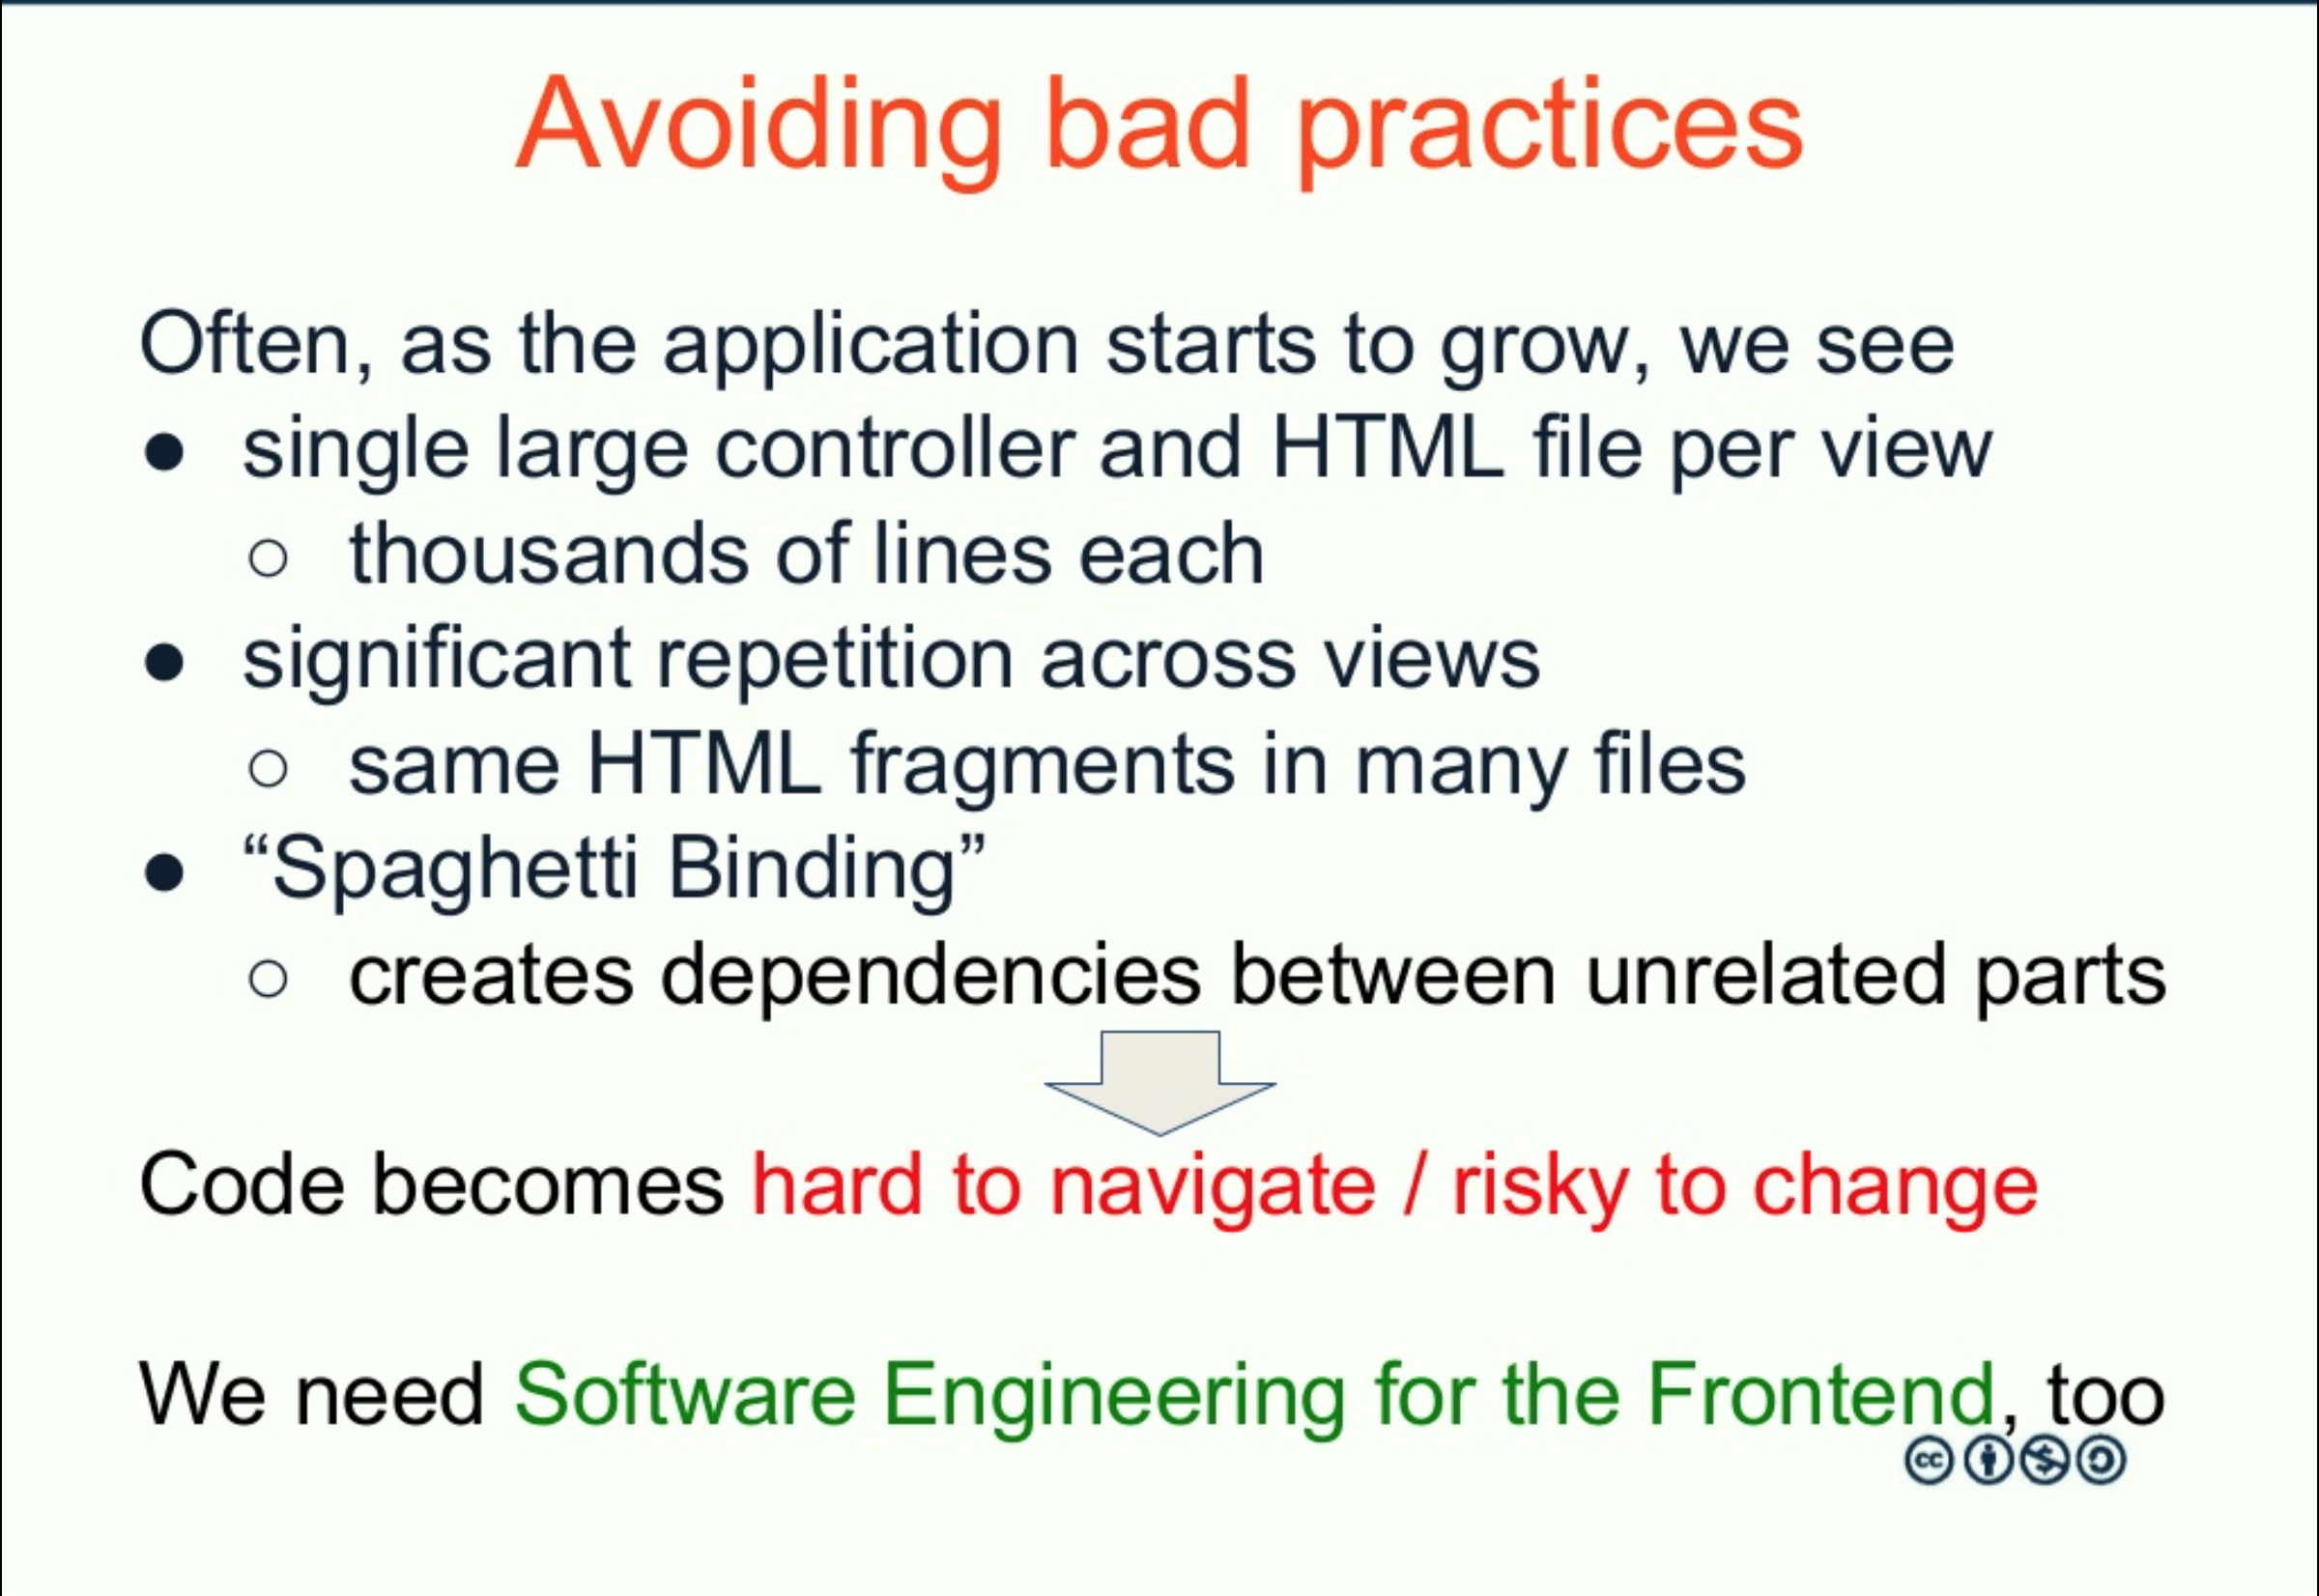 Avoiding bad practices
Often, as the application starts to grow, we see
● single large controller and HTML file per view
○ thousands of lines each
● significant repetition across views
○ same HTML fragments in many files
● “Spaghetti Binding”
○ creates dependencies between unrelated parts
Code becomes hard to navigate / risky to change
We need Software Engineering for the Frontend, too
cc